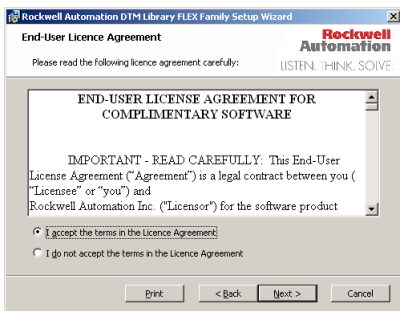 Rockwell Automation DTM Library FLEX Family Setup Wizard
End-User Licence Agreement
Please read the following licence agreement carefully:
Rockwell
Automation
LISTEN. THINK. SOLVE.
END-USER LICENSE AGREEMENT FOR
COMPLIMENTARY SOFTWARE
IMPORTANT - READ CAREFULLY: This End-User
License Agreement (“Agreement”) is a legal contract between you (
“Licensee” or “you”) and
Rockwell Automation Inc. ("Licensor") for the software product
I accept the terms in the Licence Agreement
I do not accept the terms in the Licence Agreement
Print
< Back
Next >
Cancel